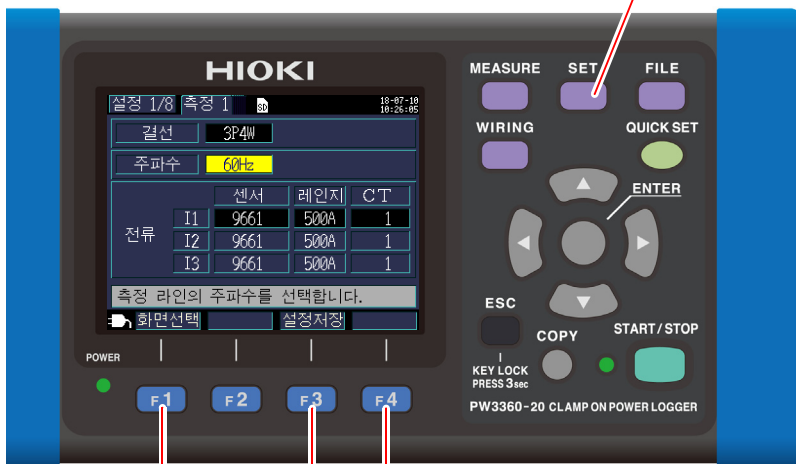 HIOKI
MEASURE SET FILE
설정 1/8 측정 1 SD 18-07-10
10:26:05
결선 3P4W
주파수 60Hz
센서 레인지 CT
전류
I1 9661 500A 1
I2 9661 500A 1
I3 9661 500A 1
측정 라인의 주파수를 선택합니다.
화면선택 설정저장
WIRING QUICK SET
ENTER
ESC
COPY START/STOP
KEY LOCK
PRESS 3sec
POWER
F1 F2 F3 F4
PW3360-20 CLAMP ON POWER LOGGER